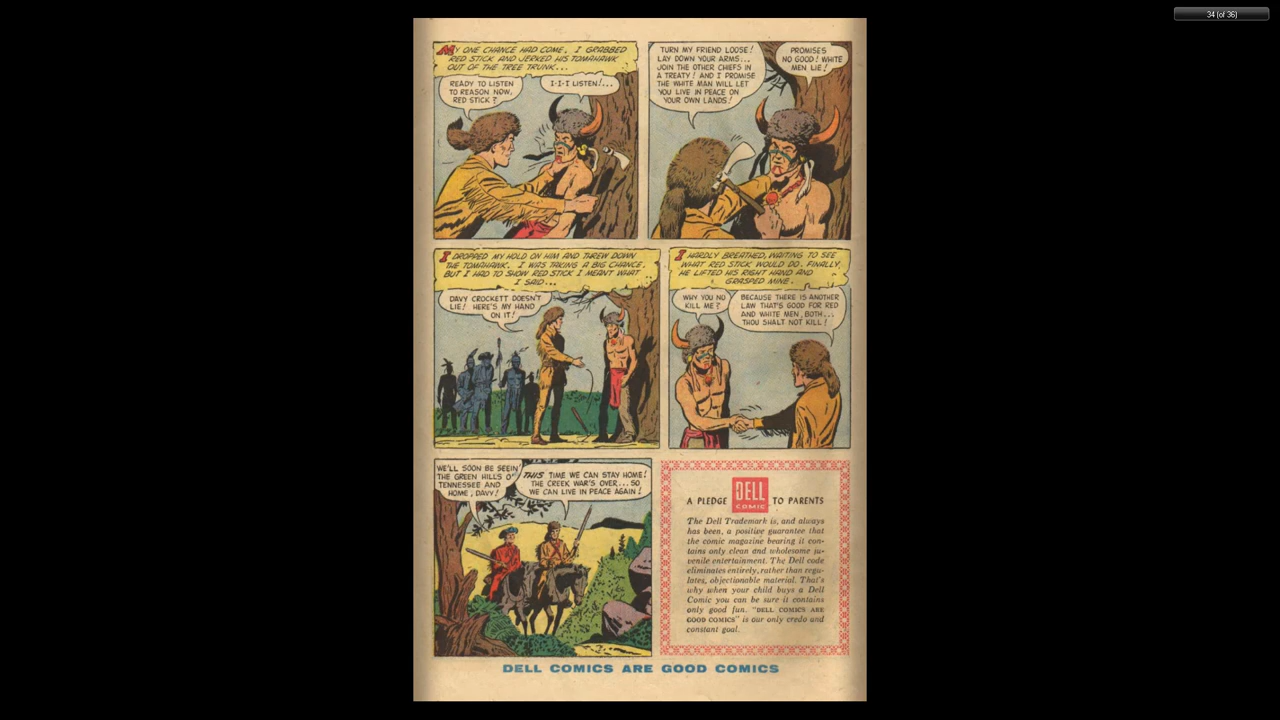 34 (of 36)
MY ONE CHANCE HAD COME. I GRABBED
RED STICK AND JERKED HIS TOMAHAWK
OUT OF THE TREE TRUNK...
READY TO LISTEN
TO REASON NOW,
RED STICK?
I-I-I LISTEN!...
TURN MY FRIEND LOOSE!
LAY DOWN YOUR ARMS...
JOIN THE OTHER CHIEFS IN
A TREATY! AND I PROMISE
THE WHITE MAN WILL LET
YOU LIVE IN PEACE ON
YOUR OWN LANDS!
PROMISES
NO GOOD! WHITE
MEN LIE!
I DROPPED MY HOLD ON HIM AND THREW DOWN
THE TOMAHAWK. I WAS TAKING A BIG CHANCE,
BUT I HAD TO SHOW RED STICK I MEANT WHAT
I SAID...
DAVY CROCKETT DOESN'T
LIE! HERE'S MY HAND
ON IT!
I HARDLY BREATHED, WAITING TO SEE
WHAT RED STICK WOULD DO. FINALLY,
HE LIFTED HIS RIGHT HAND AND
GRASPED MINE.
WHY YOU NO
KILL ME?
BECAUSE THERE IS ANOTHER
LAW THAT'S GOOD FOR RED
AND WHITE MEN, BOTH...
THOU SHALT NOT KILL!
WE'LL SOON BE SEEIN'
THE GREEN HILLS O'
TENNESSEE AND
HOME, DAVY!
THIS TIME WE CAN STAY HOME!
THE CREEK WAR'S OVER... SO
WE CAN LIVE IN PEACE AGAIN!
A PLEDGE DELL COMIC TO PARENTS
The Dell Trademark is, and always
has been, a positive guarantee that
the comic magazine bearing it con-
tains only clean and wholesome ju-
venile entertainment. The Dell code
eliminates entirely, rather than regu-
lates, objectionable material. That's
why when your child buys a Dell
Comic you can be sure it contains
only good fun. "DELL COMICS ARE
GOOD COMICS" is our only credo and
constant goal.
DELL COMICS ARE GOOD COMICS